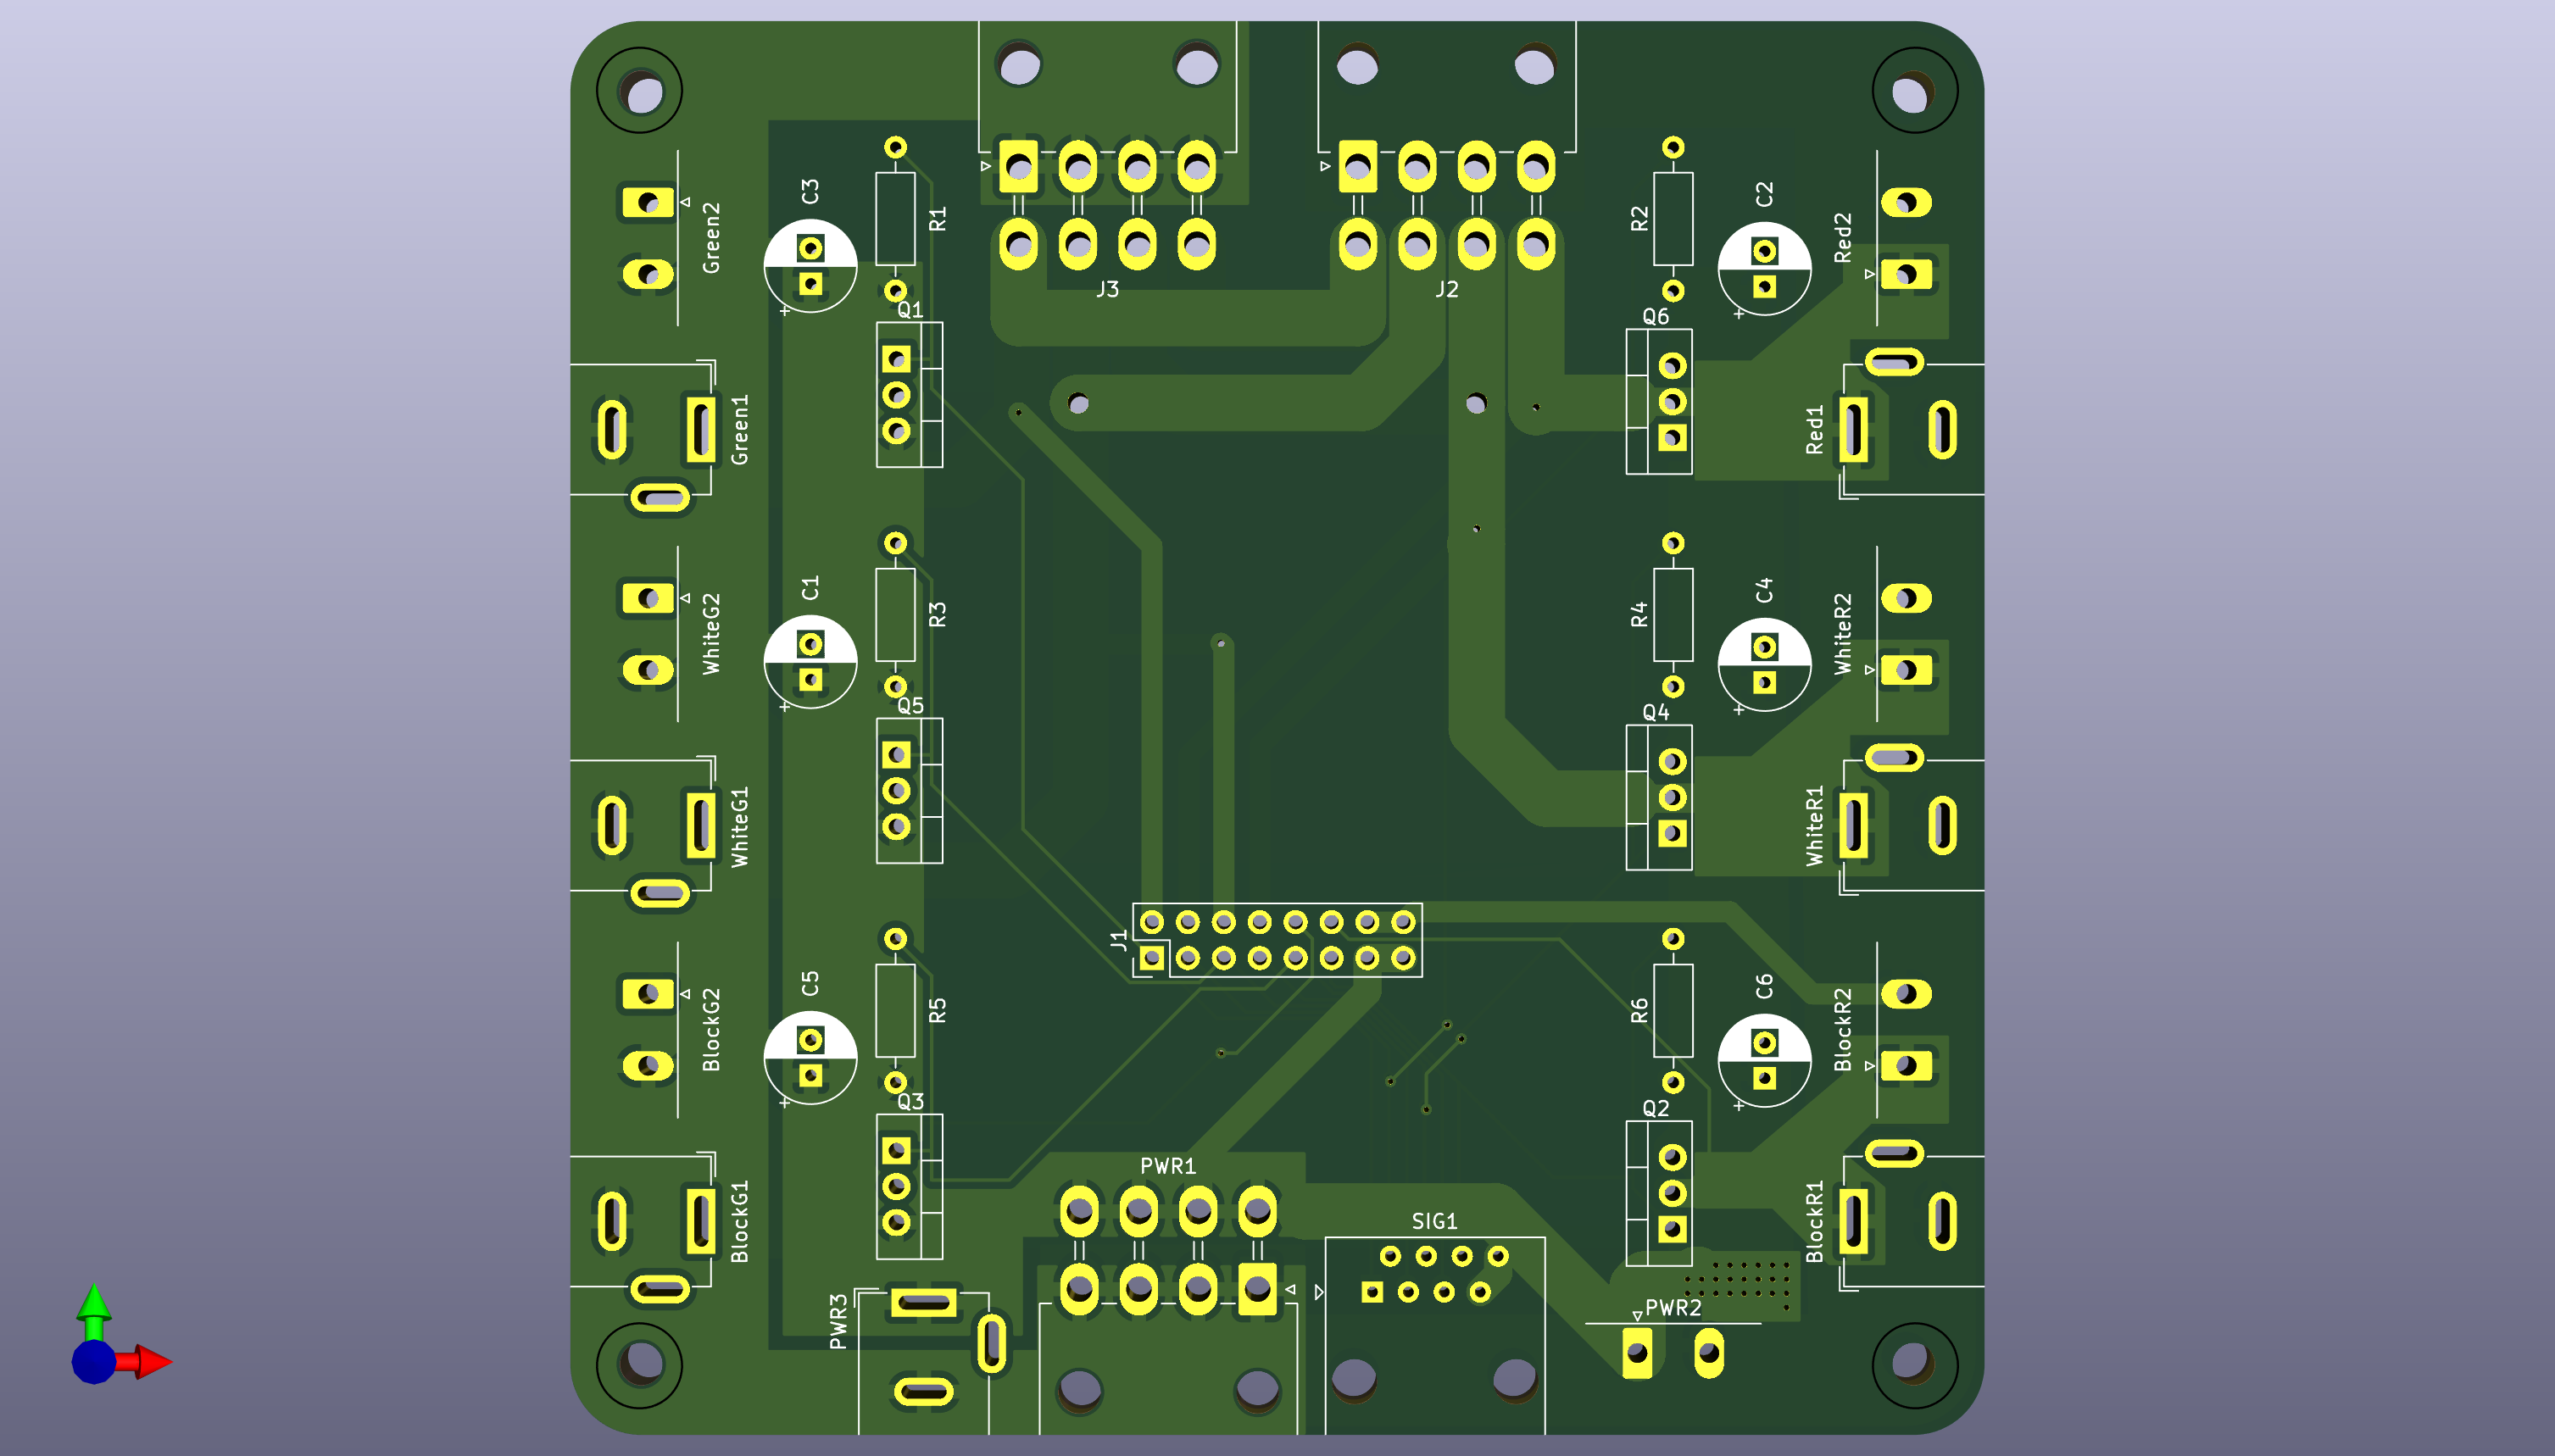 C3
Green2
R1
J3
J2
R2
C2
Red2
+
Q1
+
Q6
Green1
Red1
C1
WhiteG2
R3
R4
C4
WhiteR2
+
Q5
+
Q4
WhiteG1
WhiteR1
J1
C5
BlockG2
R5
R6
C6
BlockR2
+
Q3
+
Q2
PWR1
BlockG1
SIG1
BlockR1
PWR3
PWR2